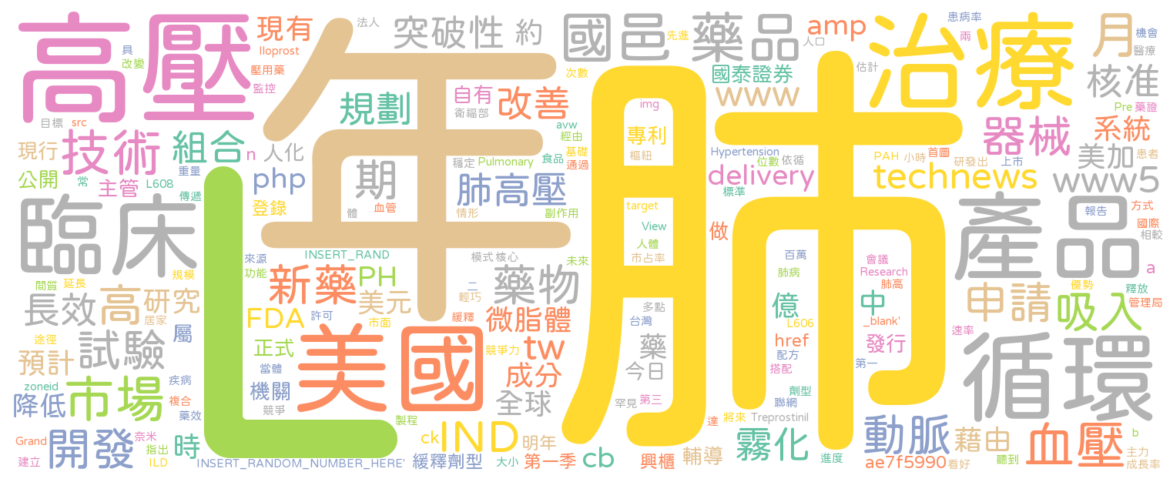 高壓
現有
法人
突破性
約
國邑
先進
藥品
人口
amp
治療
患病率
兩
月
機會
醫療
具
改變
Iloprost
壓用藥
監控
年
次數
國泰證券
www
估計
核准
目標
src
規劃
自有
衛福部
改善
img
專利
樞紐
肺
Pre
藥證
技術
組合
n
人化
avw
經由
基礎
通過
Hypertension
位數
依循
PAH
小時
首圖
研發出
上市
器械
系統
現行
主管
重量
php
期
穩定
Pulmonary
食品
delivery
標準
technews
美加
患者
www5
公開
常
L608
傳過
登錄
體
血管
肺高壓
情形
副作用
target
View
人體
市占率
做
臨床
L
INSERT_RAND
模式
核心
未來
百萬
肺病
會議
Research
肺高
產品
報告
方式
國際
相較
a
來源
功能
新藥
PH
美元
二
輕巧
藥物
億
中
申請
優勢
吸入
釋放
管理局
間質
延長
規模
長效
高
研究
居家
屬
FDA
許可
市面
緩釋
微脂體
多點
台灣
藥
L606
_blank'
速率
途徑
預計
試驗
正式
當體
美國
競爭力
tw
成分
今日
href
配方
搭配
發行
第一
循環
zoneid
疾病
市場
複合
機關
競爭
全球
罕見
第三
劑型
聯網
降低
藥效
製程
達
將來
Treprostinil
Grand
奈米
指出
ILD
時
ck
IND
明年
霧化
動脈
藉由
血壓
b
主力
成長率
建立
開發
INSERT_RANDOM_NUMBER_HERE'
緩釋劑型
大小
第一季
cb
興櫃
輔導
進度
ae7f5990
看好
聽到